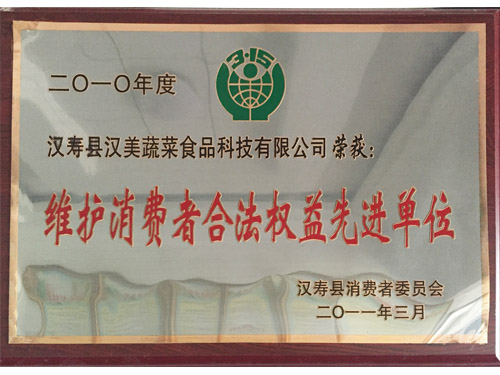 3·15
二〇一〇年度
汉寿县汉美蔬菜食品科技有限公司 荣获：
维护消费者合法权益先进单位
汉寿县消费者委员会
二〇一一年三月